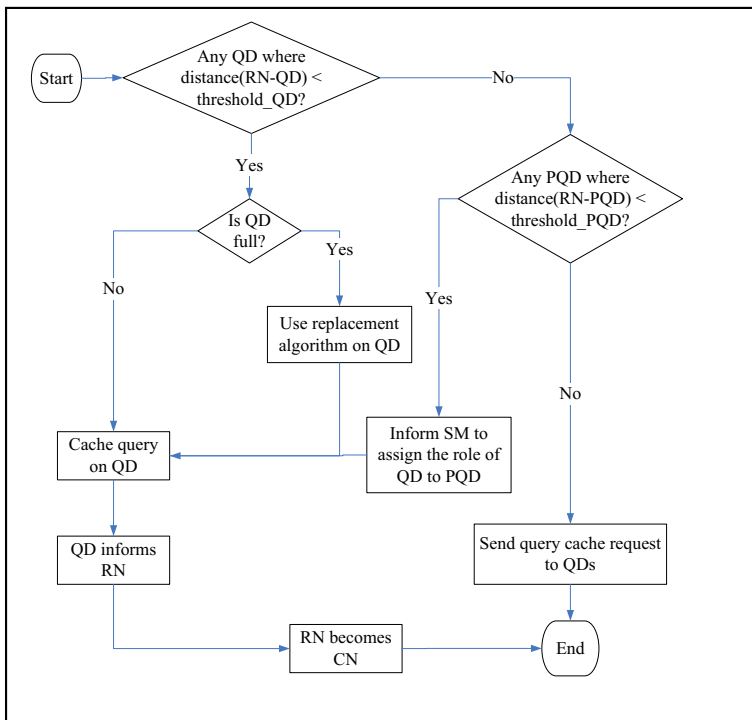 Start
Any QD where
distance(RN-QD) <
threshold_QD?
No
Yes
Any PQD where
distance(RN-PQD) <
threshold_PQD?
Is QD
full?
Yes
No
Yes
Use replacement
algorithm on QD
No
Cache query
on QD
Inform SM to
assign the role of
QD to PQD
QD informs
RN
Send query cache request
to QDs
RN becomes
CN
End